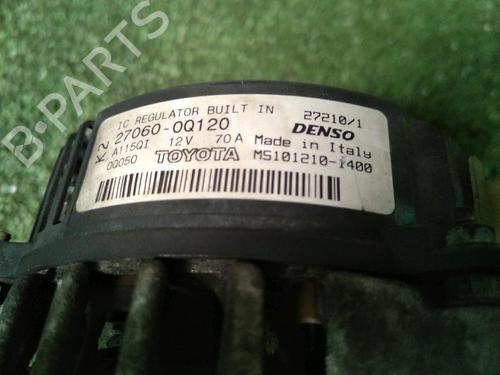 B-PARTS
IC REGULATOR BUILT IN 27210/1
K2 27060-0Q120 DENSO
A115QI 12V 70A Made in Italy
0Q050 TOYOTA MS101210-1400